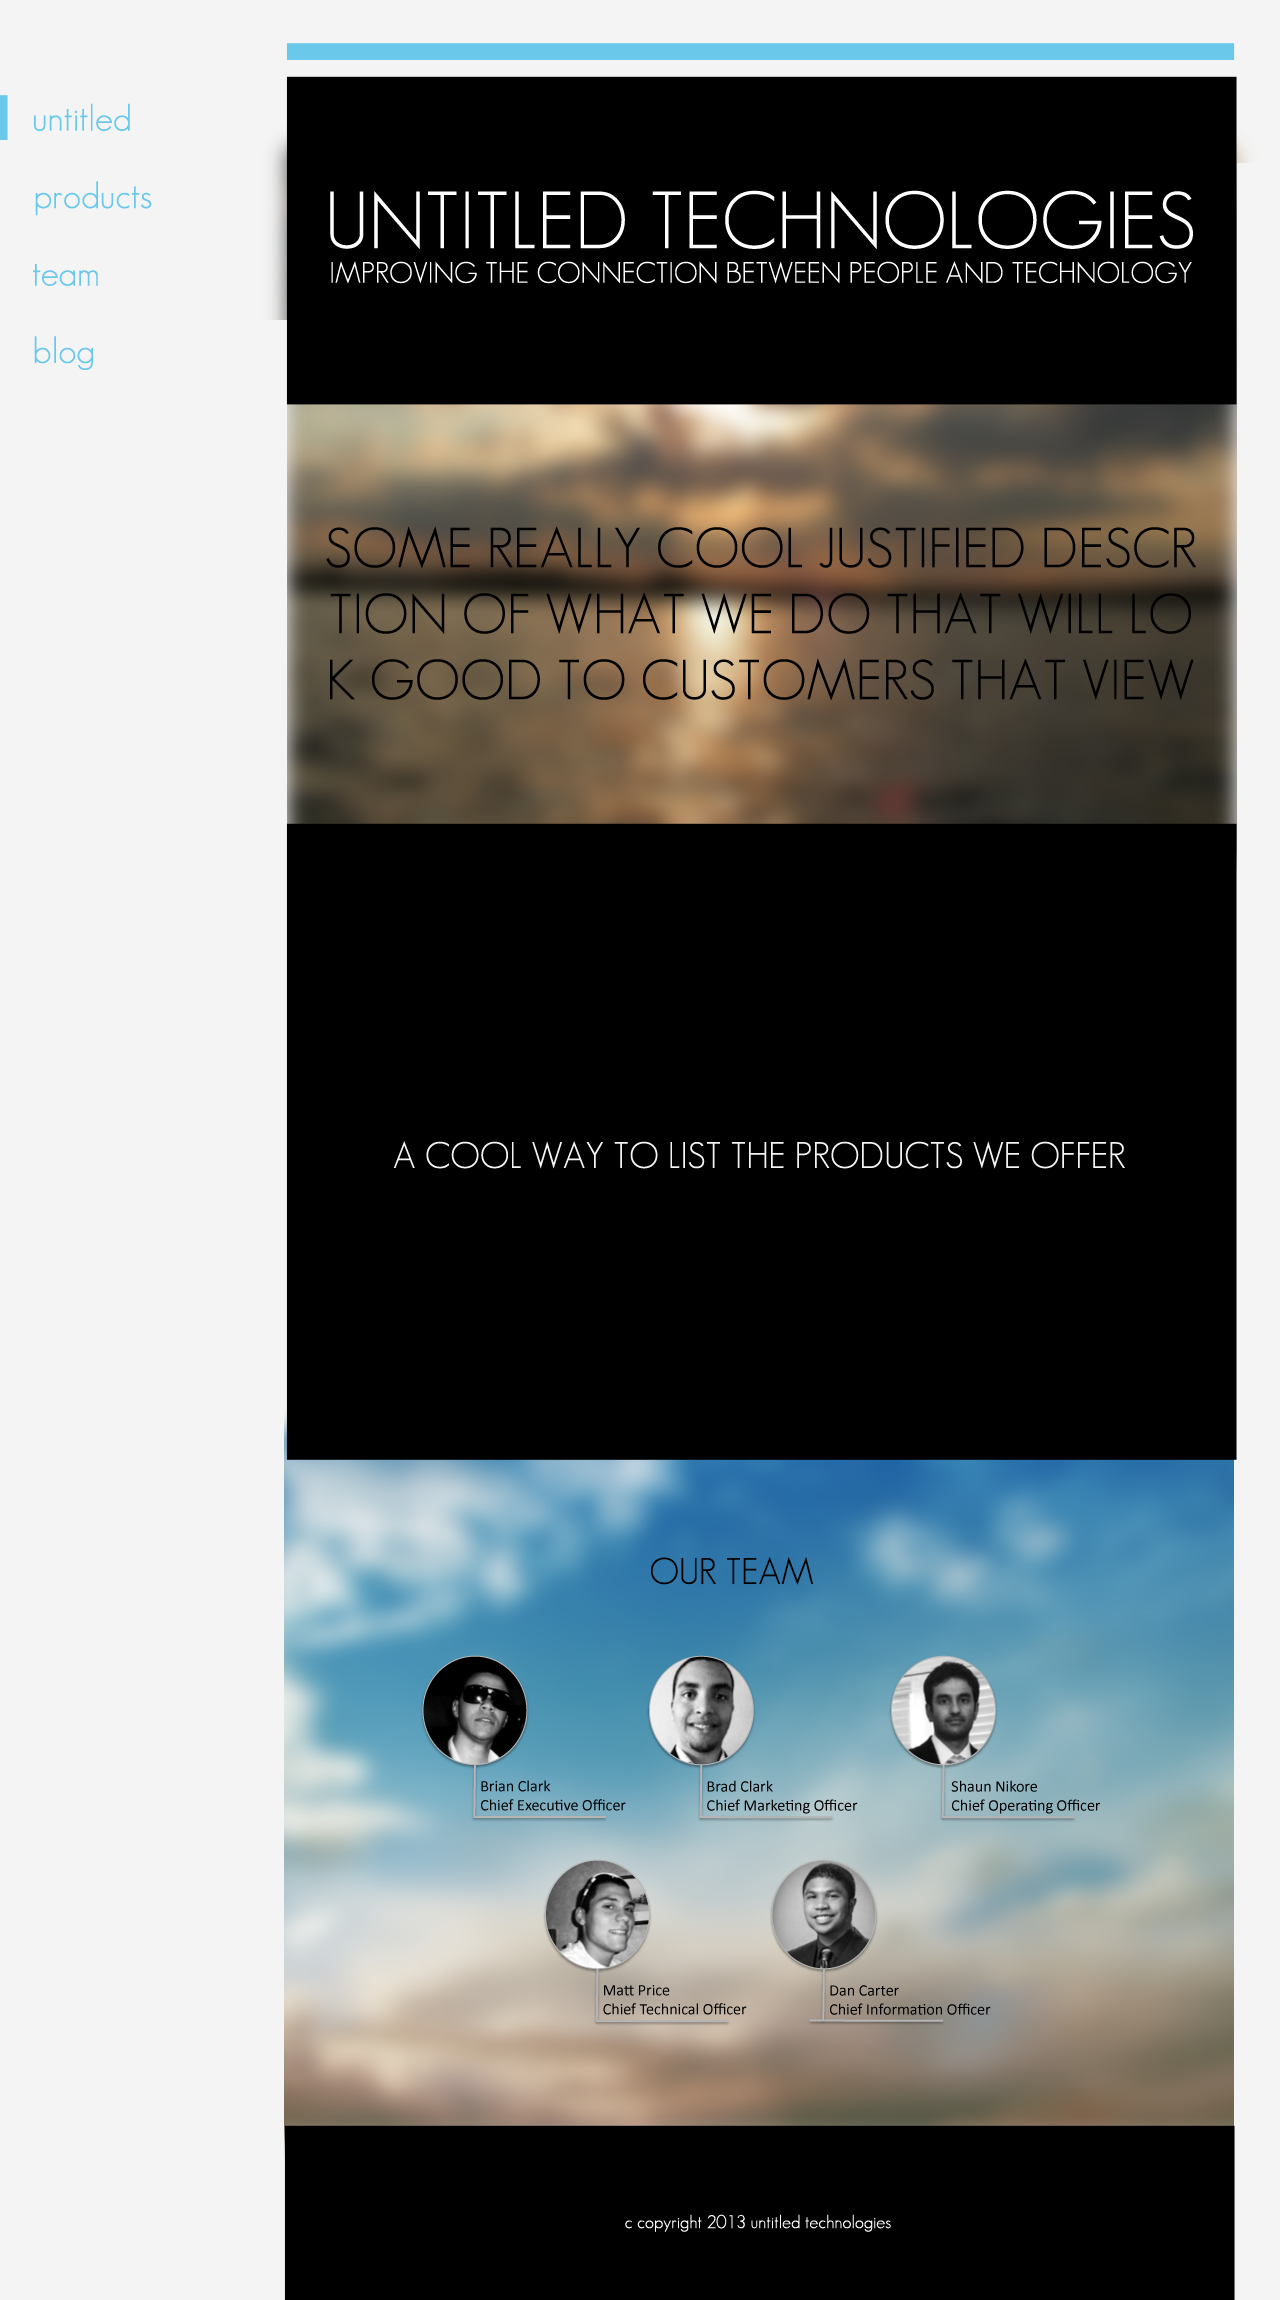 untitled
products
team
blog
UNTITLED TECHNOLOGIES
IMPROVING THE CONNECTION BETWEEN PEOPLE AND TECHNOLOGY
SOME REALLY COOL JUSTIFIED DESCR
TION OF WHAT WE DO THAT WILL LO
K GOOD TO CUSTOMERS THAT VIEW
A COOL WAY TO LIST THE PRODUCTS WE OFFER
OUR TEAM
Brian Clark
Chief Executive Officer
Brad Clark
Chief Marketing Officer
Shaun Nikore
Chief Operating Officer
Matt Price
Chief Technical Officer
Dan Carter
Chief Information Officer
c copyright 2013 untitled technologies